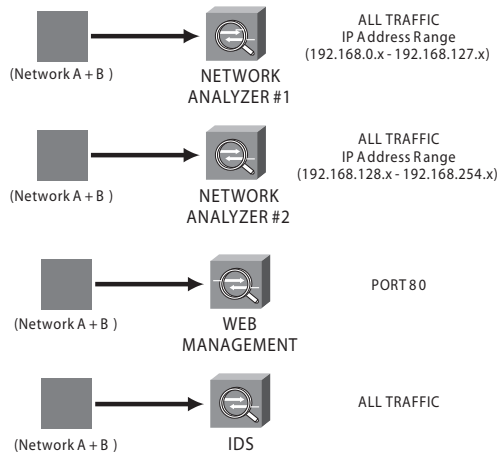 ALL TRAFFIC
IP Address Range
(192.168.0.x - 192.168.127.x)
(Network A + B )
NETWORK
ANALYZER #1
ALL TRAFFIC
IP Address Range
(192.168.128.x - 192.168.254.x)
(Network A + B )
NETWORK
ANALYZER #2
PORT 80
(Network A + B )
WEB
MANAGEMENT
ALL TRAFFIC
(Network A + B )
IDS